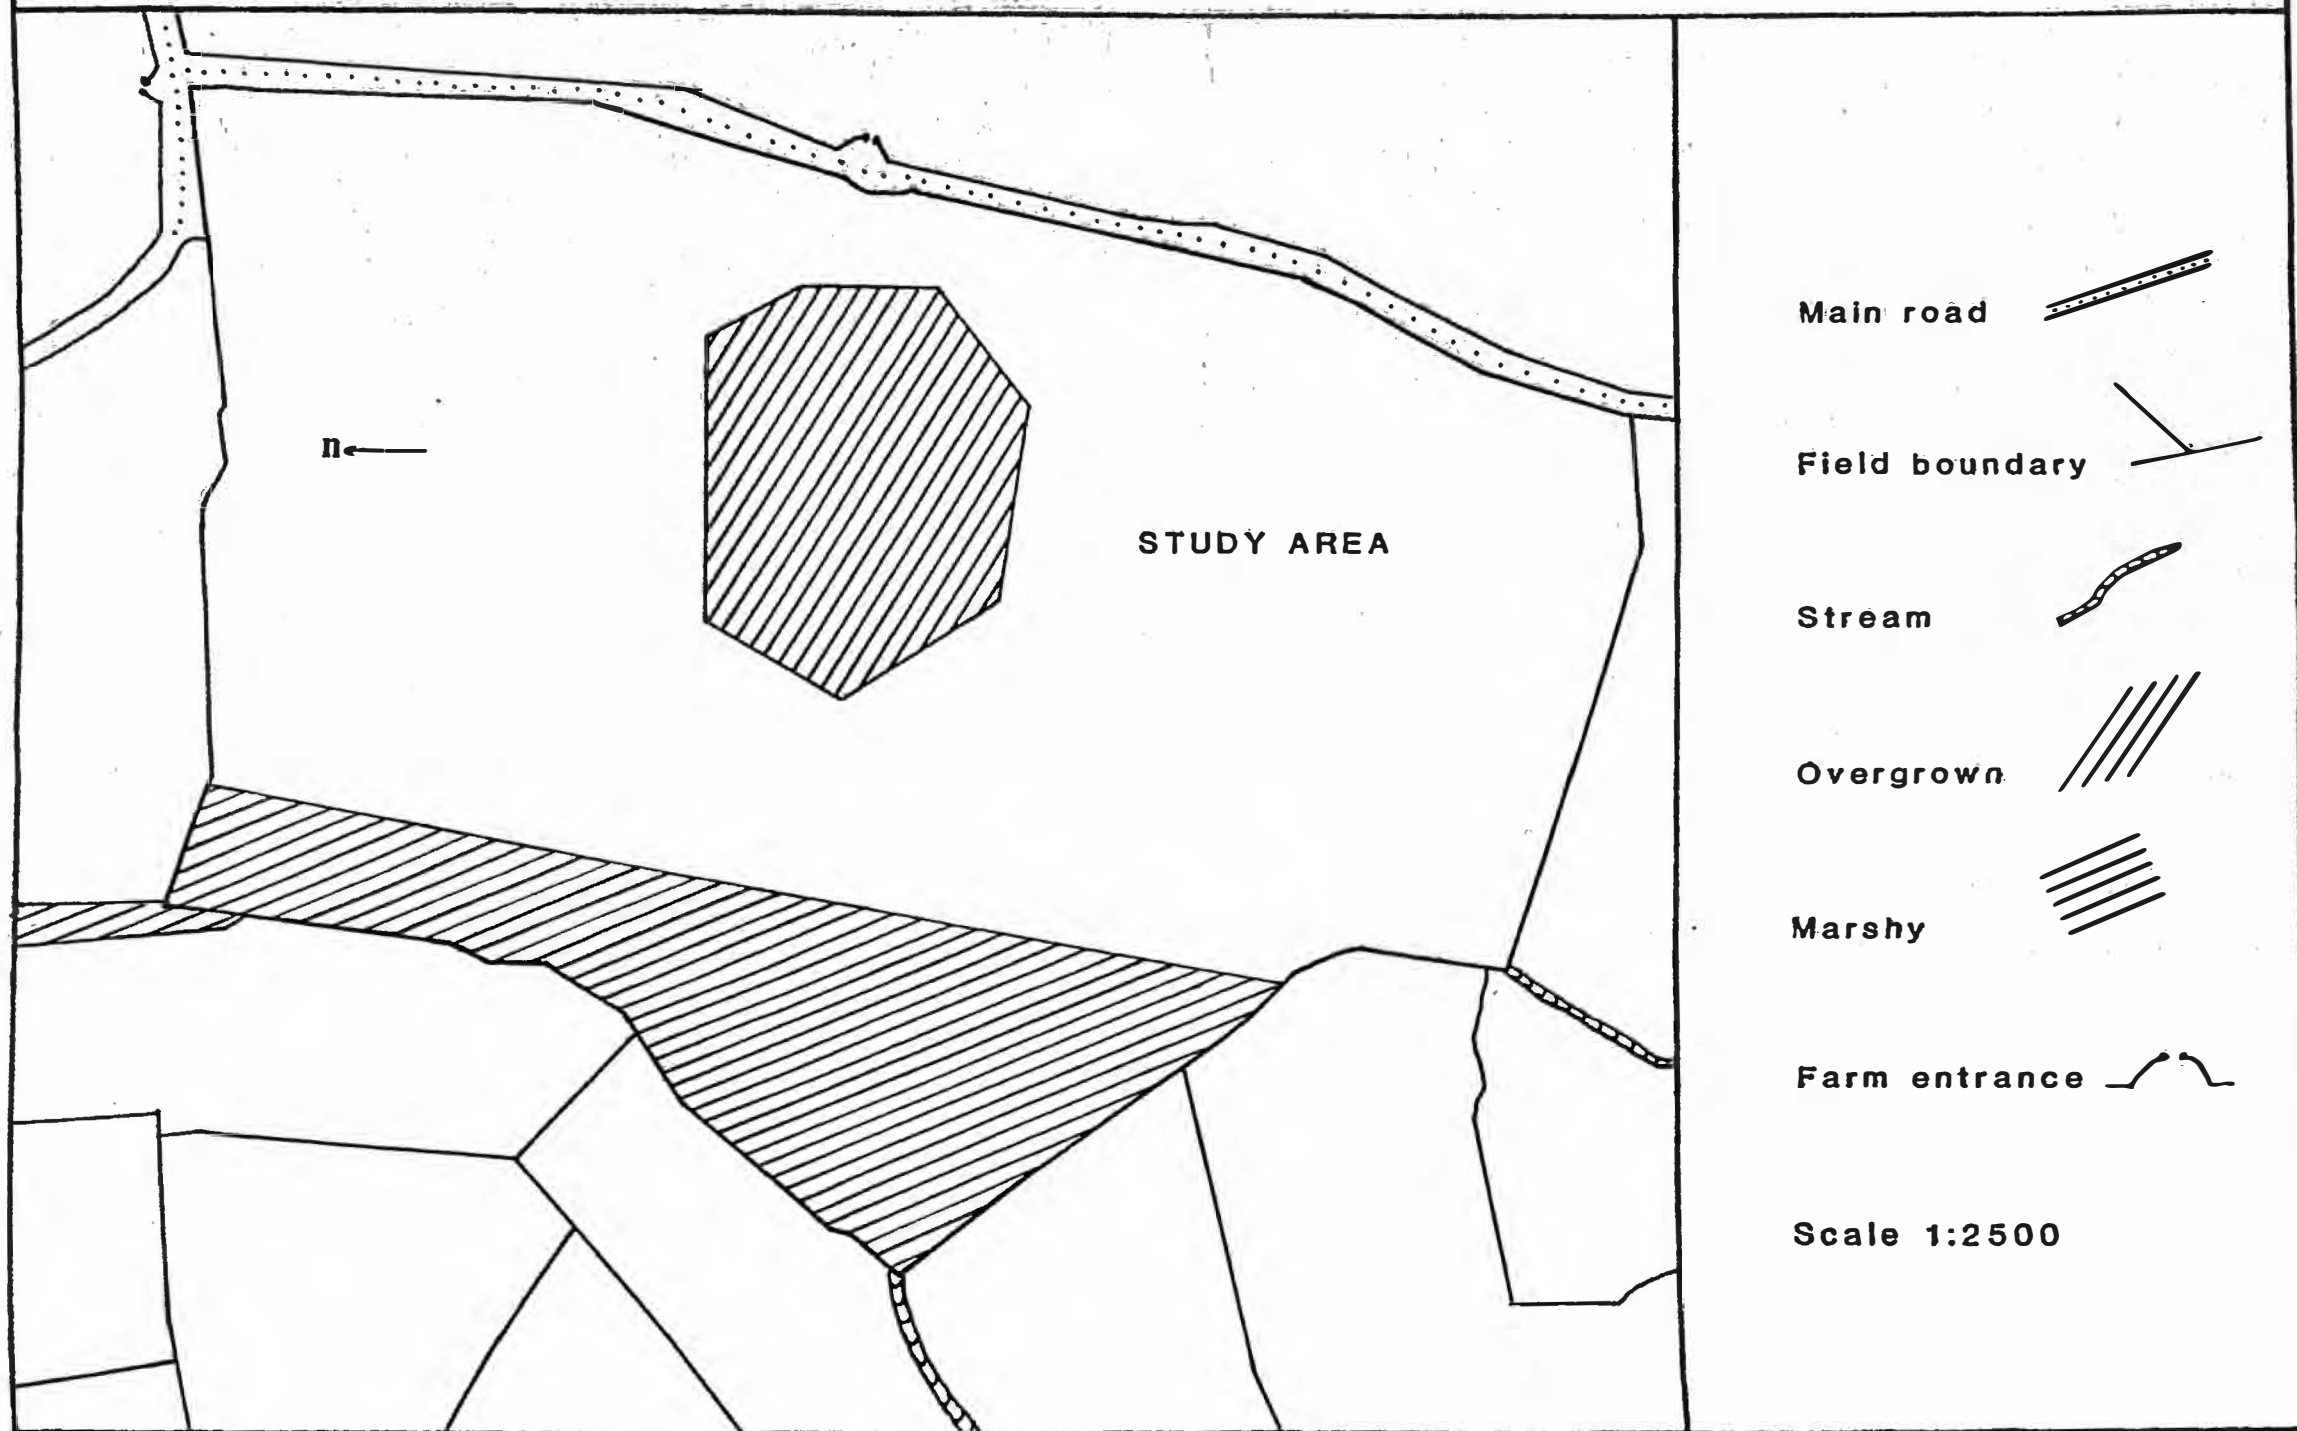 n
STUDY AREA
Main road
Field boundary
Stream
Overgrown
Marshy
Farm entrance
Scale 1:2500